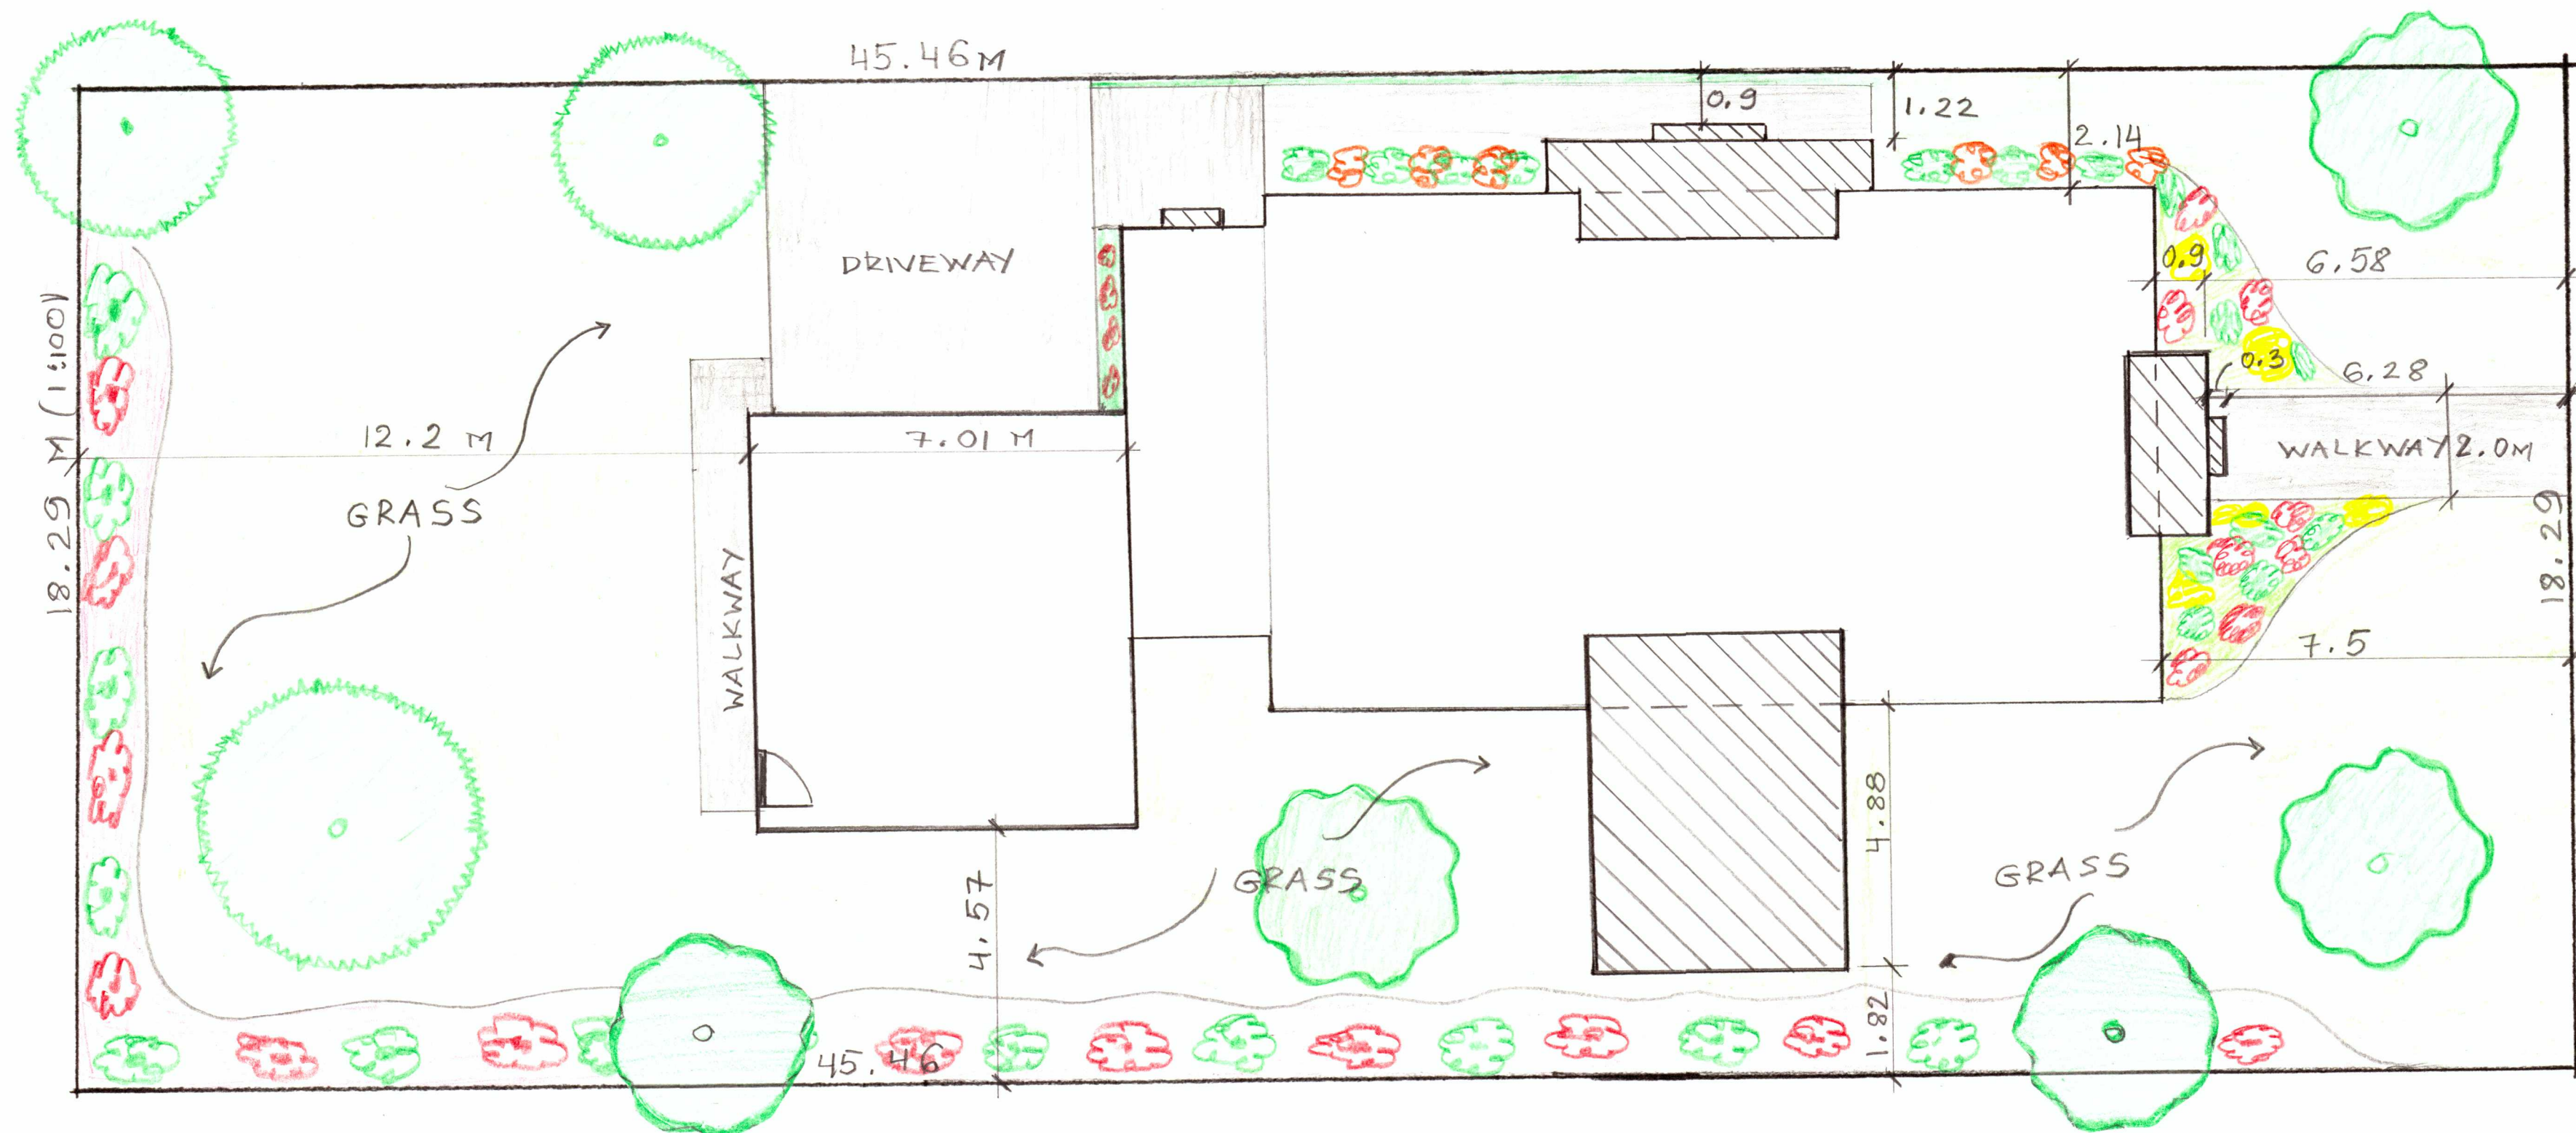 45.46 M
0.9
1.22
2.14
DRIVEWAY
0.9
6.58
0.3
6.28
18.29 M (1:100)
12.2 M
7.01 M
WALKWAY
2.0M
GRASS
WALKWAY
18.29
7.5
4.88
GRASS
GRASS
4.57
1.82
45.46